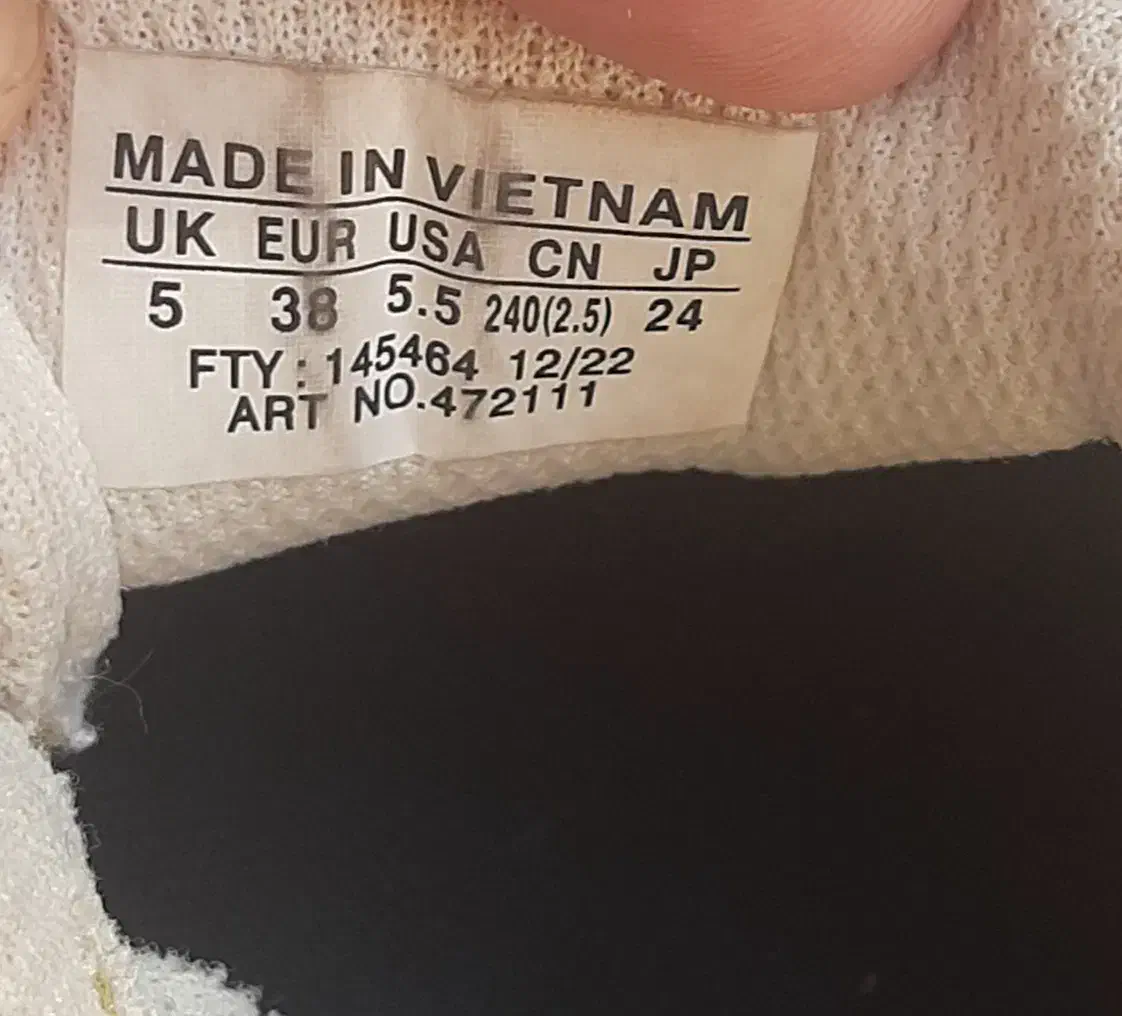 MADE IN VIETNAM
UK EUR USA CN JP
5 38 5.5 240(2.5) 24
FTY : 145464 12/22
ART NO.472111